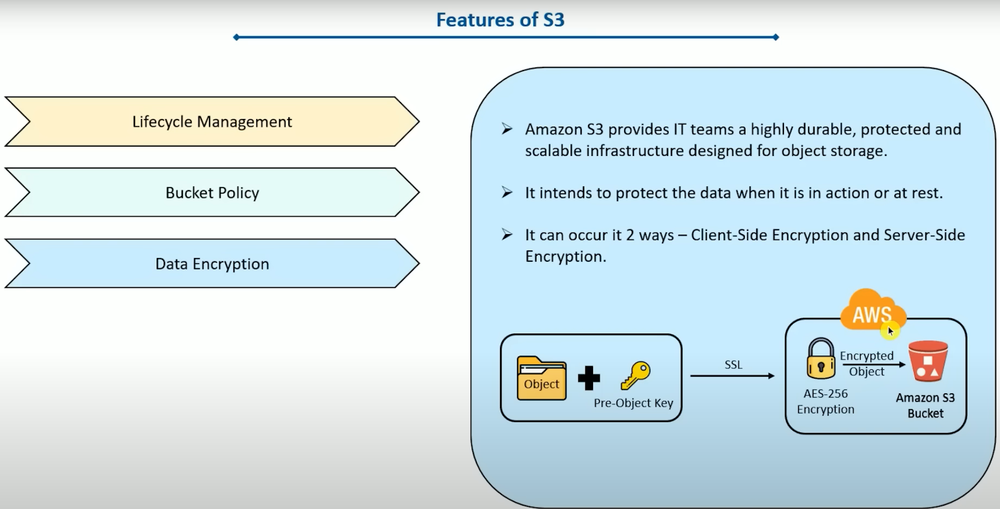 Features of S3
Lifecycle Management
Bucket Policy
Data Encryption
Amazon S3 provides IT teams a highly durable, protected and
scalable infrastructure designed for object storage.
It intends to protect the data when it is in action or at rest.
It can occur it 2 ways – Client-Side Encryption and Server-Side
Encryption.
Object
Pre-Object Key
SSL
AWS
Encrypted
Object
AES-256
Encryption
Amazon S3
Bucket